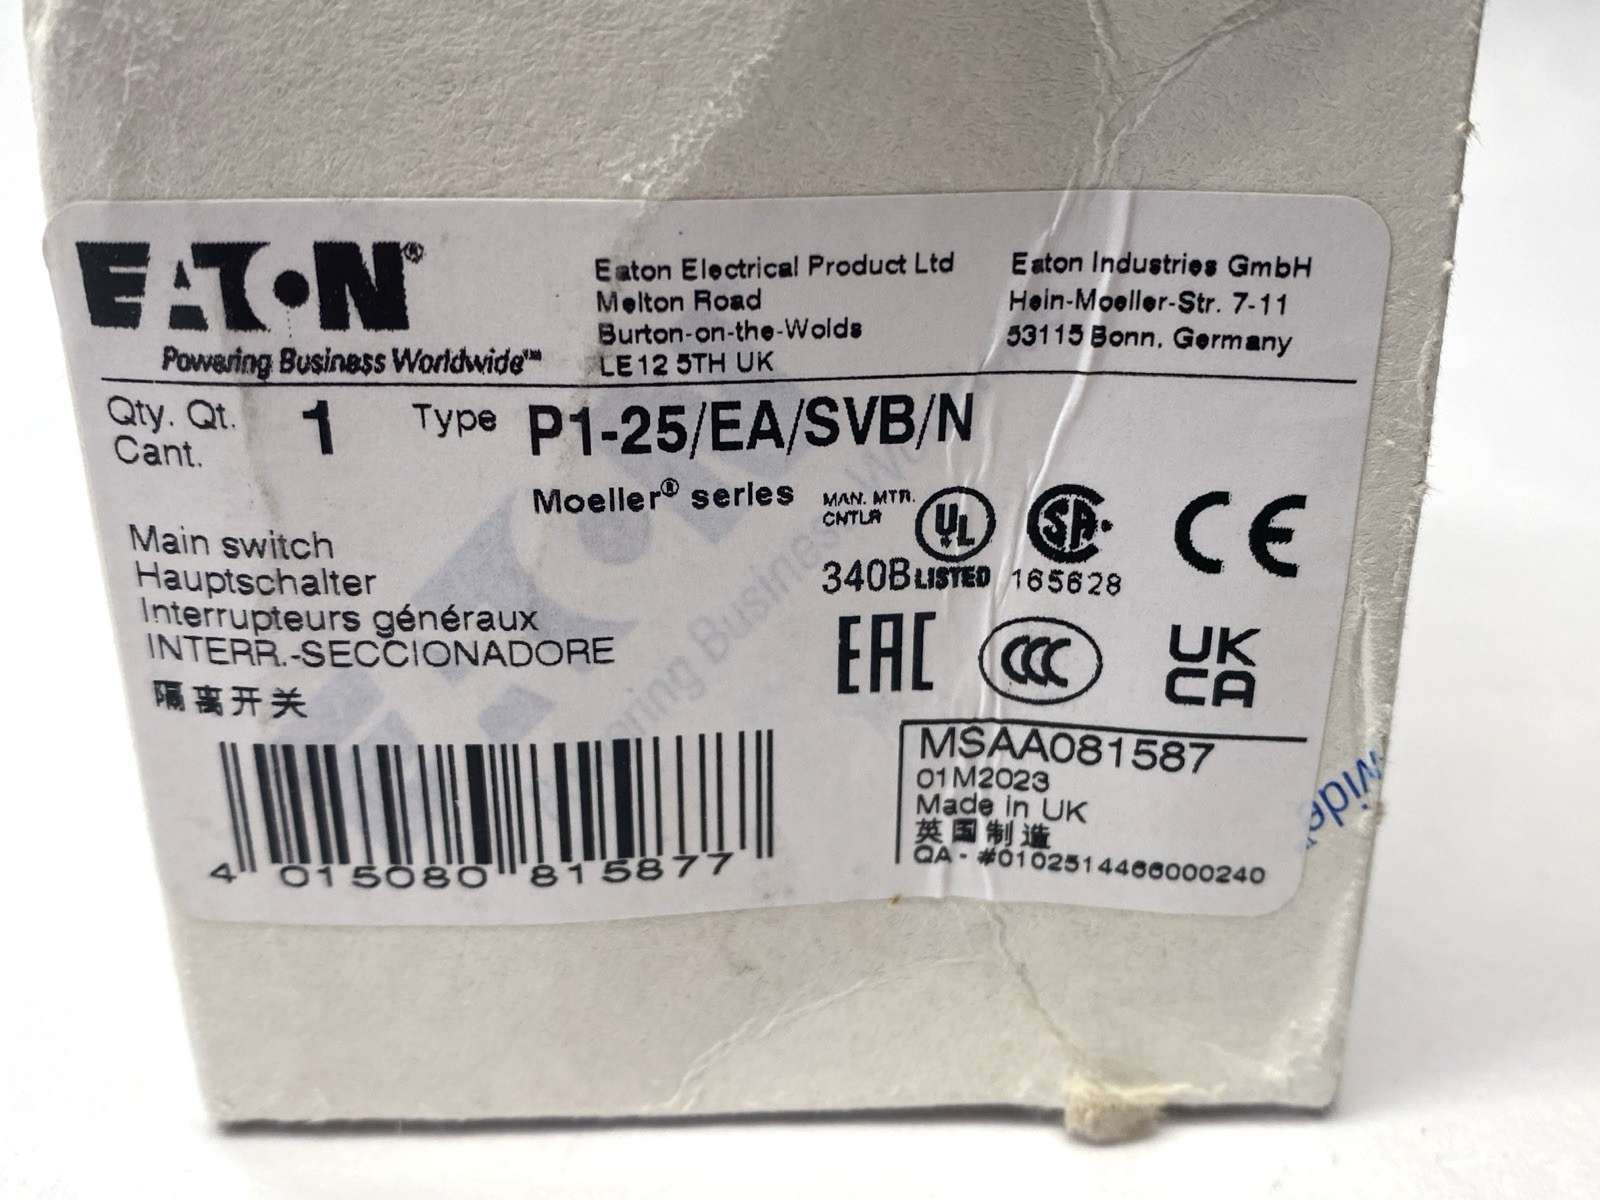 EATON®
Powering Business Worldwide™
Eaton Electrical Product Ltd
Melton Road
Burton-on-the-Wolds
LE12 5TH UK
Eaton Industries GmbH
Hein-Moeller-Str. 7-11
53115 Bonn, Germany
Qty. Qt. 1
Cant.
Type P1-25/EA/SVB/N
Moeller® series
Main switch
Hauptschalter
Interrupteurs généraux
INTERR.-SECCIONADORE
隔离开关
MAN. MTR.
CNTLR
UL
340B LISTED
SA
165628
CE
EAC
CCC
UK
CA
4 015080 815877
MSAA081587
01M2023
Made in UK
英国制造
QA - #0102514466000240